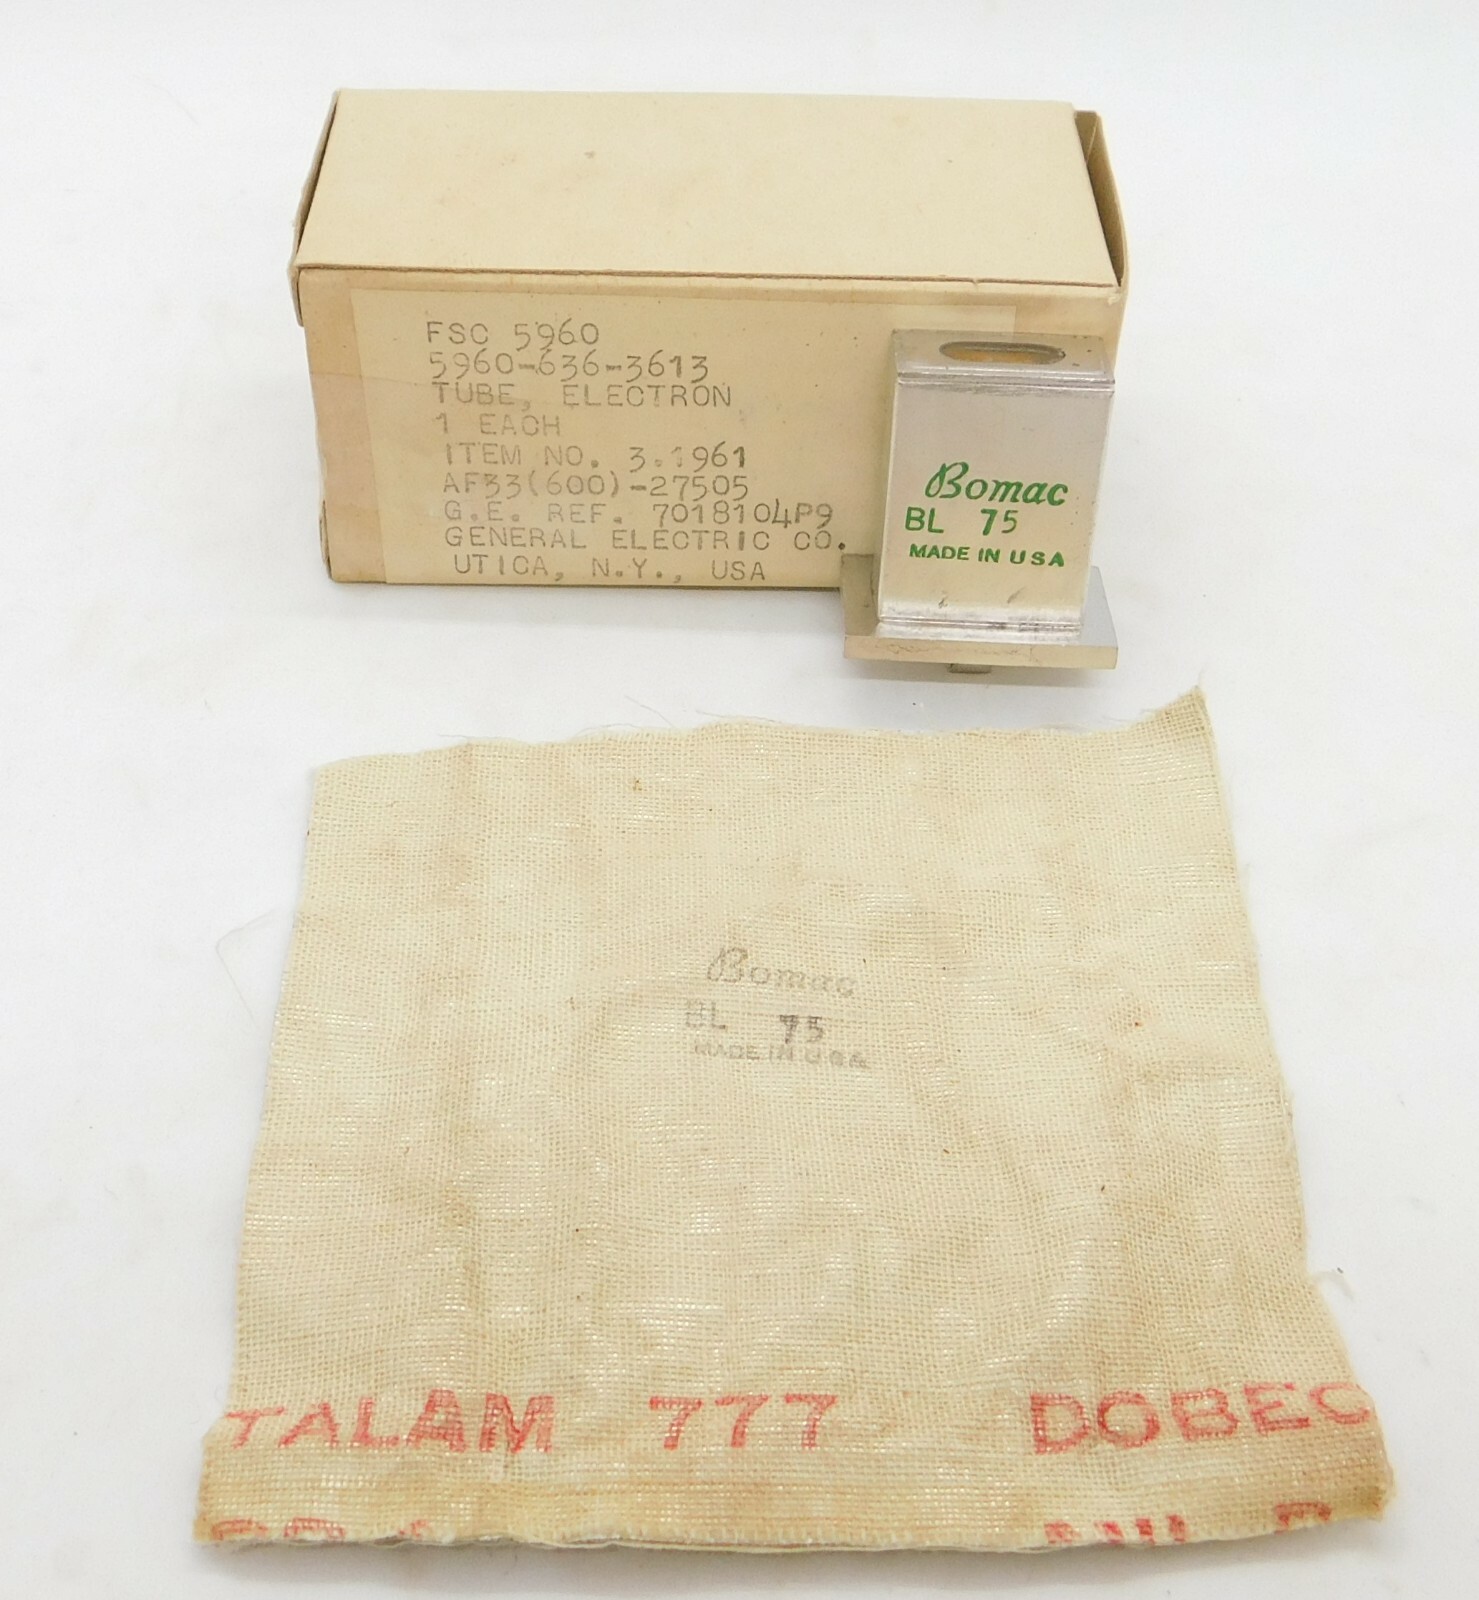 FSC 5960
5960-636-3613
TUBE, ELECTRON
1 EACH
ITEM NO. 3.1961
AF33(600)-27505
G.E. REF. 7018104P9
GENERAL ELECTRIC CO.
UTICA, N.Y., USA
Bomac
BL 75
MADE IN USA
Bomac
BL 75
MADE IN USA
TALAM 777 DOBEC